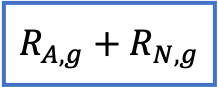 R_{A,g} + R_{N,g}